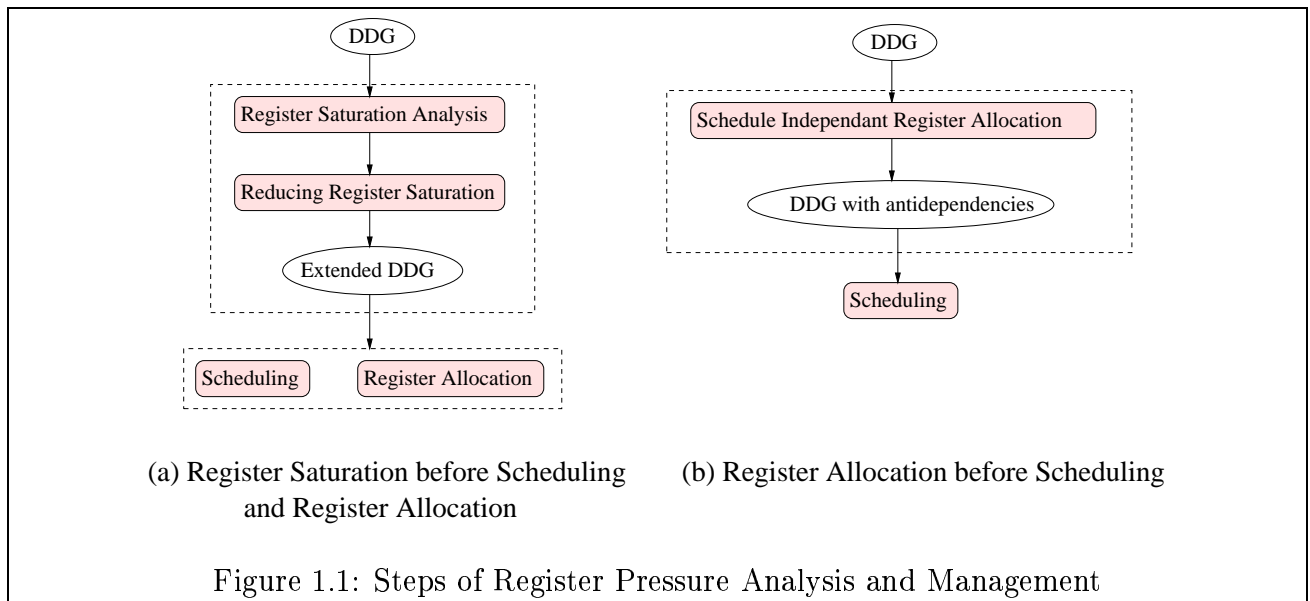 DDG
Register Saturation Analysis
Reducing Register Saturation
Extended DDG
Scheduling
Register Allocation
(a) Register Saturation before Scheduling
and Register Allocation
DDG
Schedule Independant Register Allocation
DDG with antidependencies
Scheduling
(b) Register Allocation before Scheduling
Figure 1.1: Steps of Register Pressure Analysis and Management